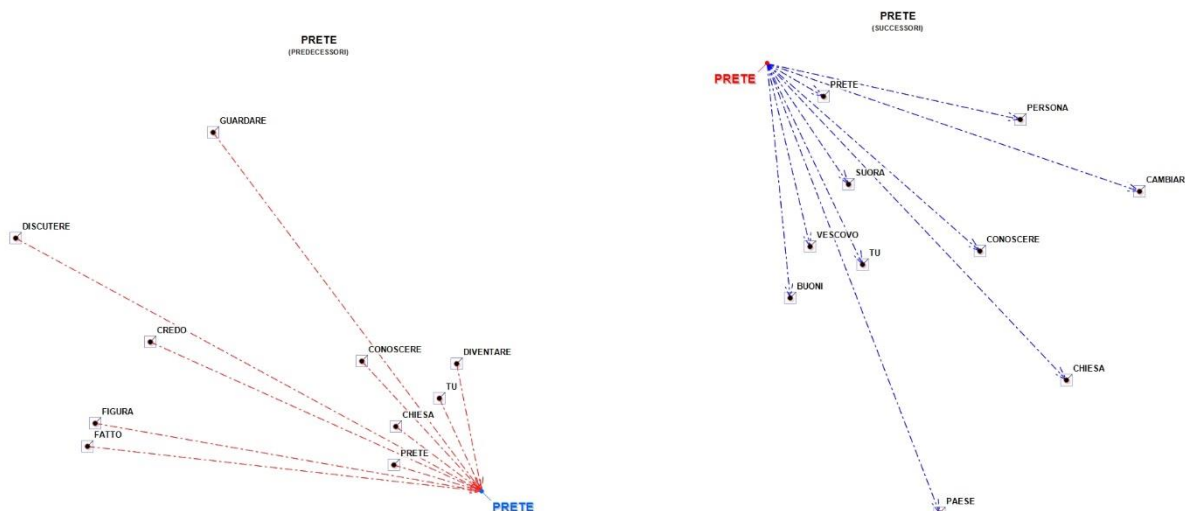 PRETE
(PREDECESSORI)
GUARDARE
DISCUTERE
CREDO
CONOSCERE
DIVENTARE
TU
FIGURA
CHIESA
FATTO
PRETE
PRETE
PRETE
(SUCCESSORI)
PRETE
PRETE
PERSONA
SUORA
CAMBIAR
VESCOVO
CONOSCERE
TU
BUONI
CHIESA
PAESE